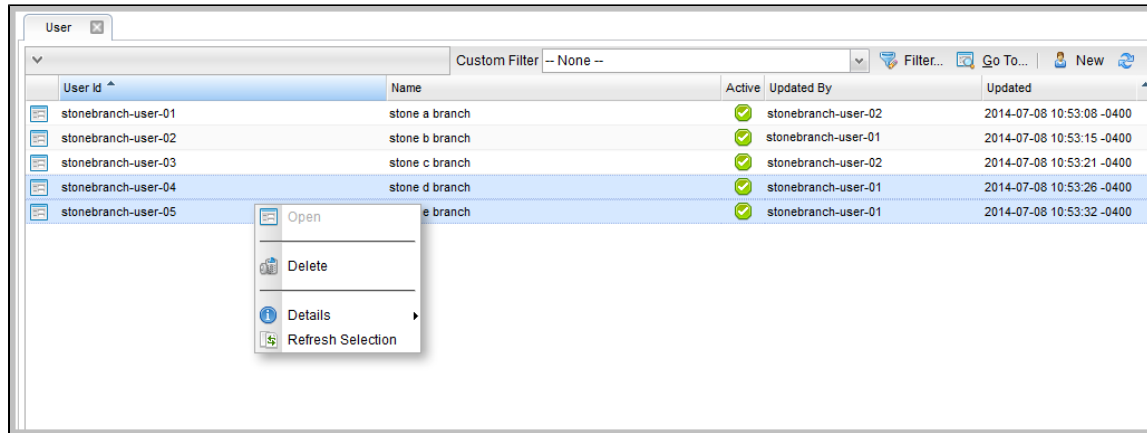 User
Custom Filter -- None -- Filter... Go To... New
User Id Name Active Updated By Updated
stonebranch-user-01 stone a branch stonebranch-user-02 2014-07-08 10:53:08 -0400
stonebranch-user-02 stone b branch stonebranch-user-01 2014-07-08 10:53:15 -0400
stonebranch-user-03 stone c branch stonebranch-user-02 2014-07-08 10:53:21 -0400
stonebranch-user-04 stone d branch stonebranch-user-01 2014-07-08 10:53:26 -0400
stonebranch-user-05 e branch stonebranch-user-01 2014-07-08 10:53:32 -0400
Open
Delete
Details
Refresh Selection